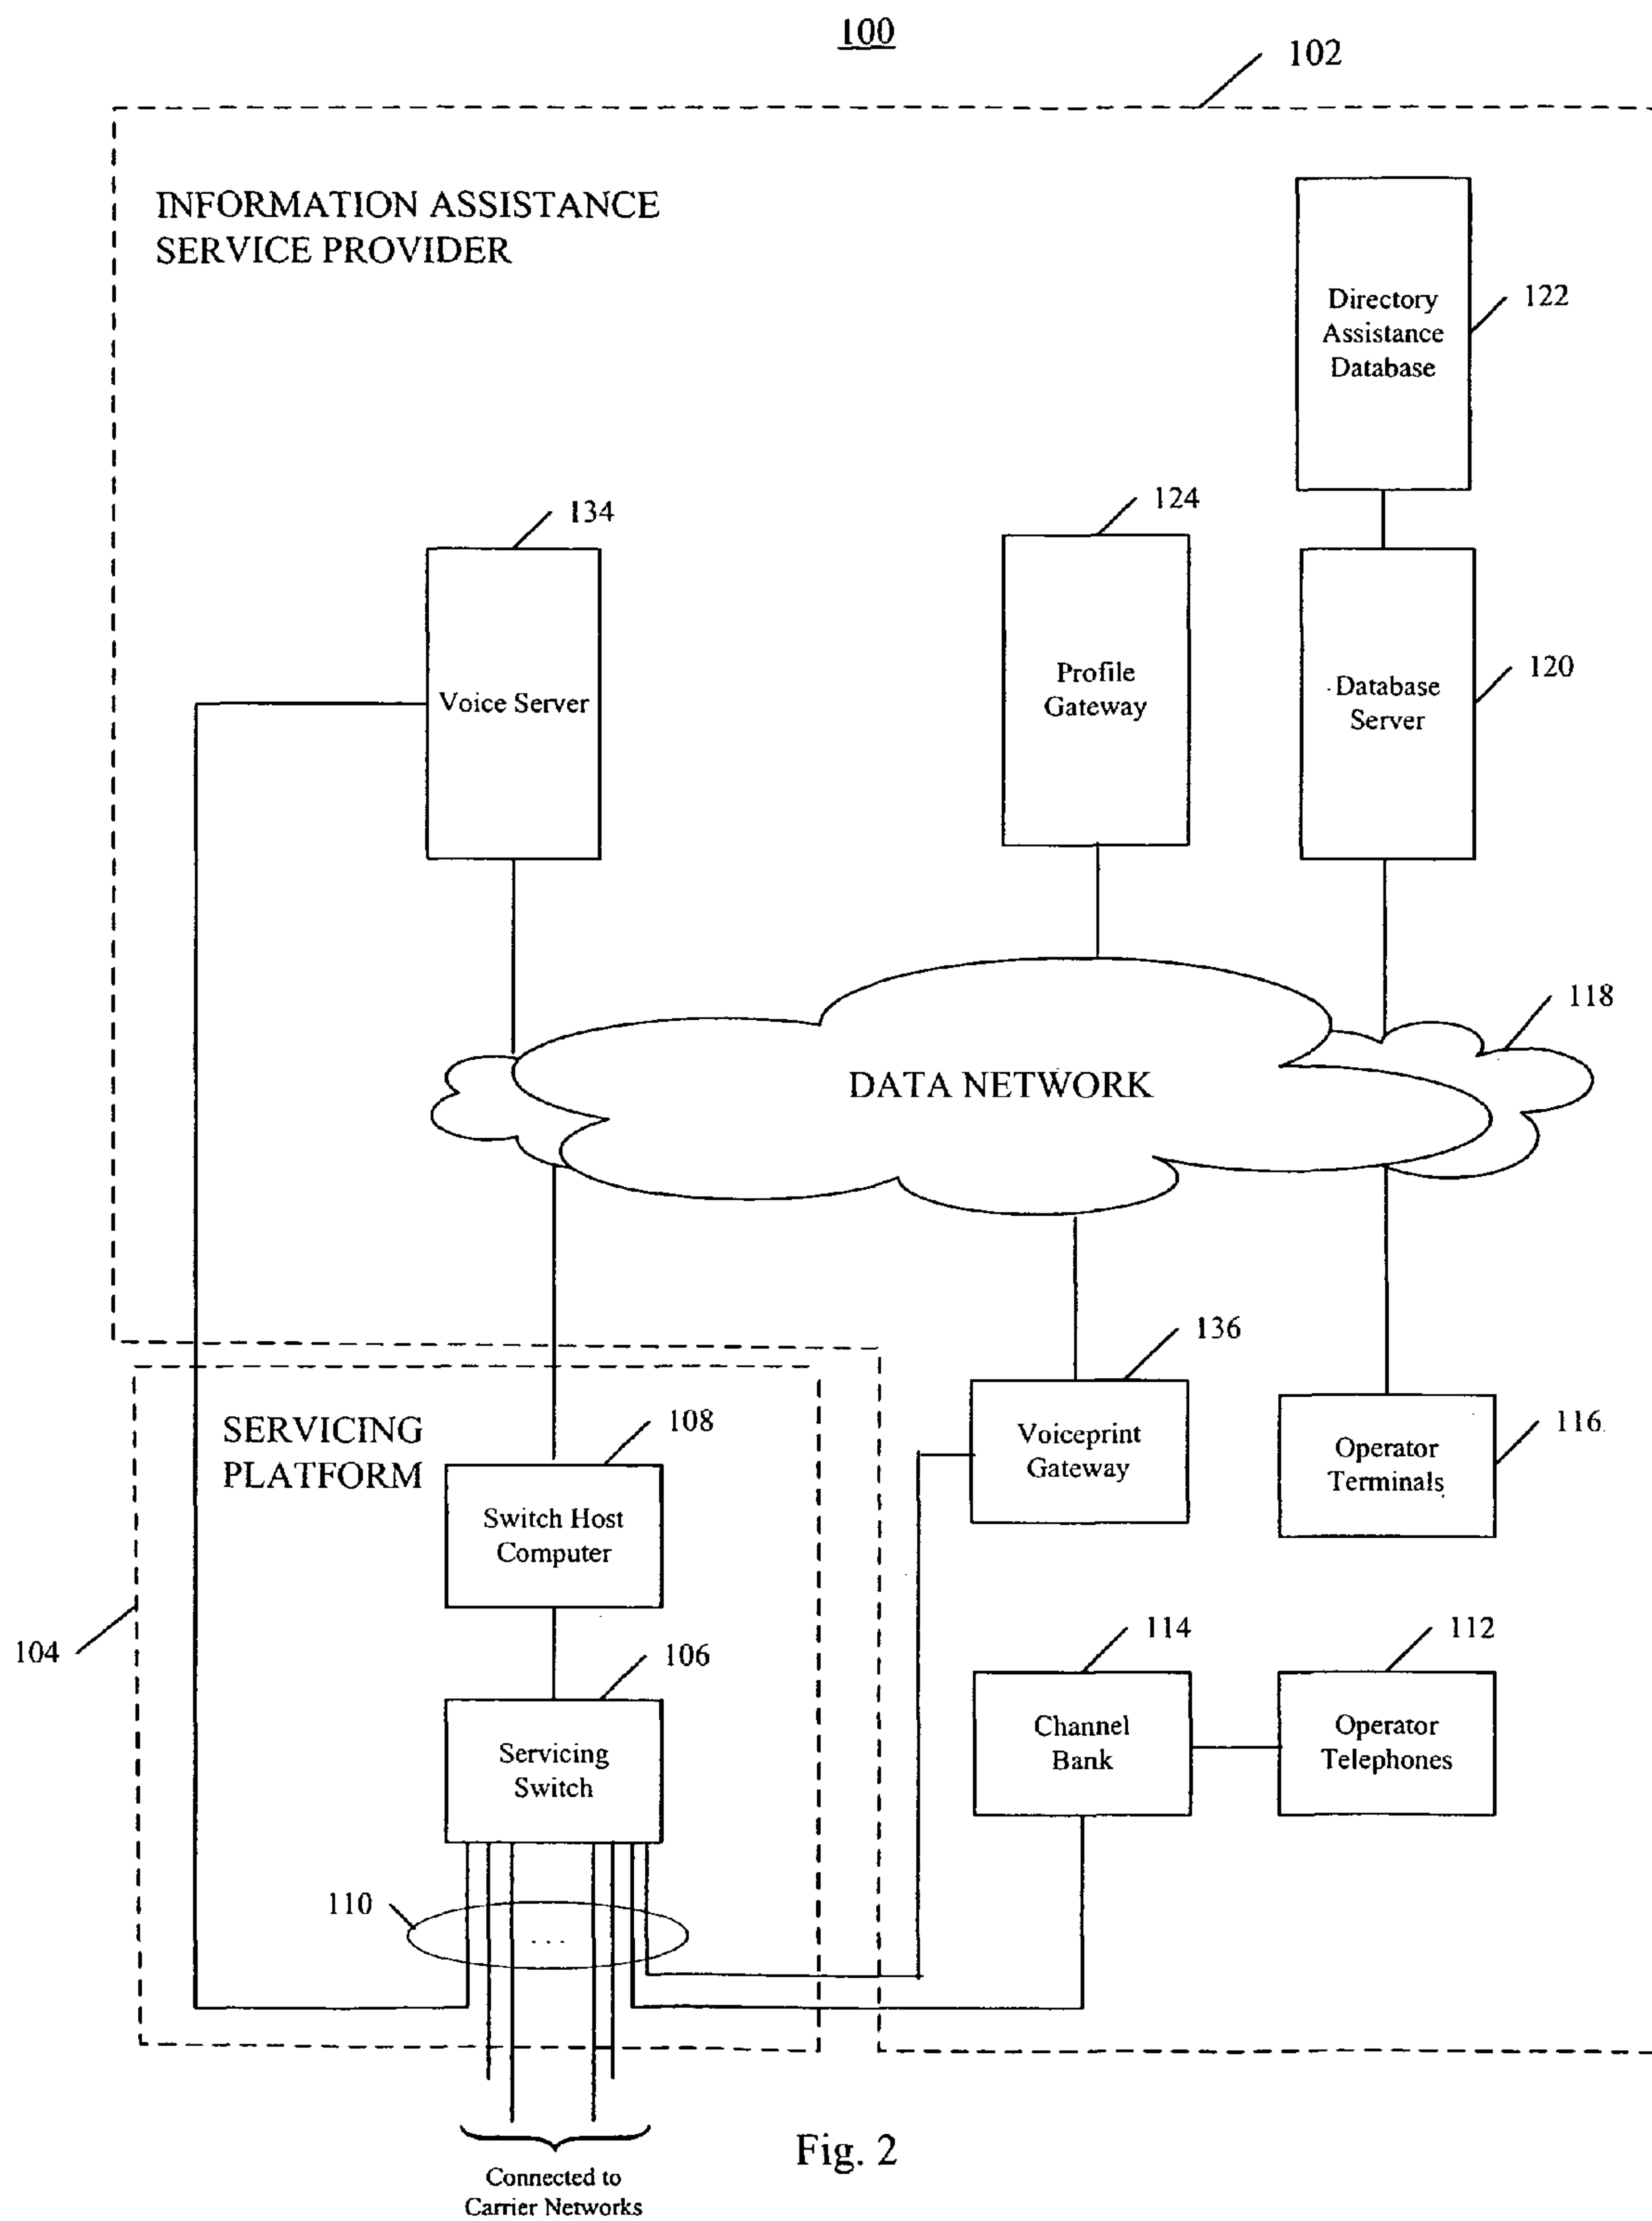 100
102
INFORMATION ASSISTANCE
SERVICE PROVIDER
Directory
Assistance
Database
122
134
124
Voice Server
Profile
Gateway
Database
Server
120
118
DATA NETWORK
136
SERVICING
PLATFORM
108
Voiceprint
Gateway
116
Operator
Terminals
Switch Host
Computer
104
106
114
112
Servicing
Switch
Channel
Bank
Operator
Telephones
110
...
Fig. 2
Connected to
Carrier Networks